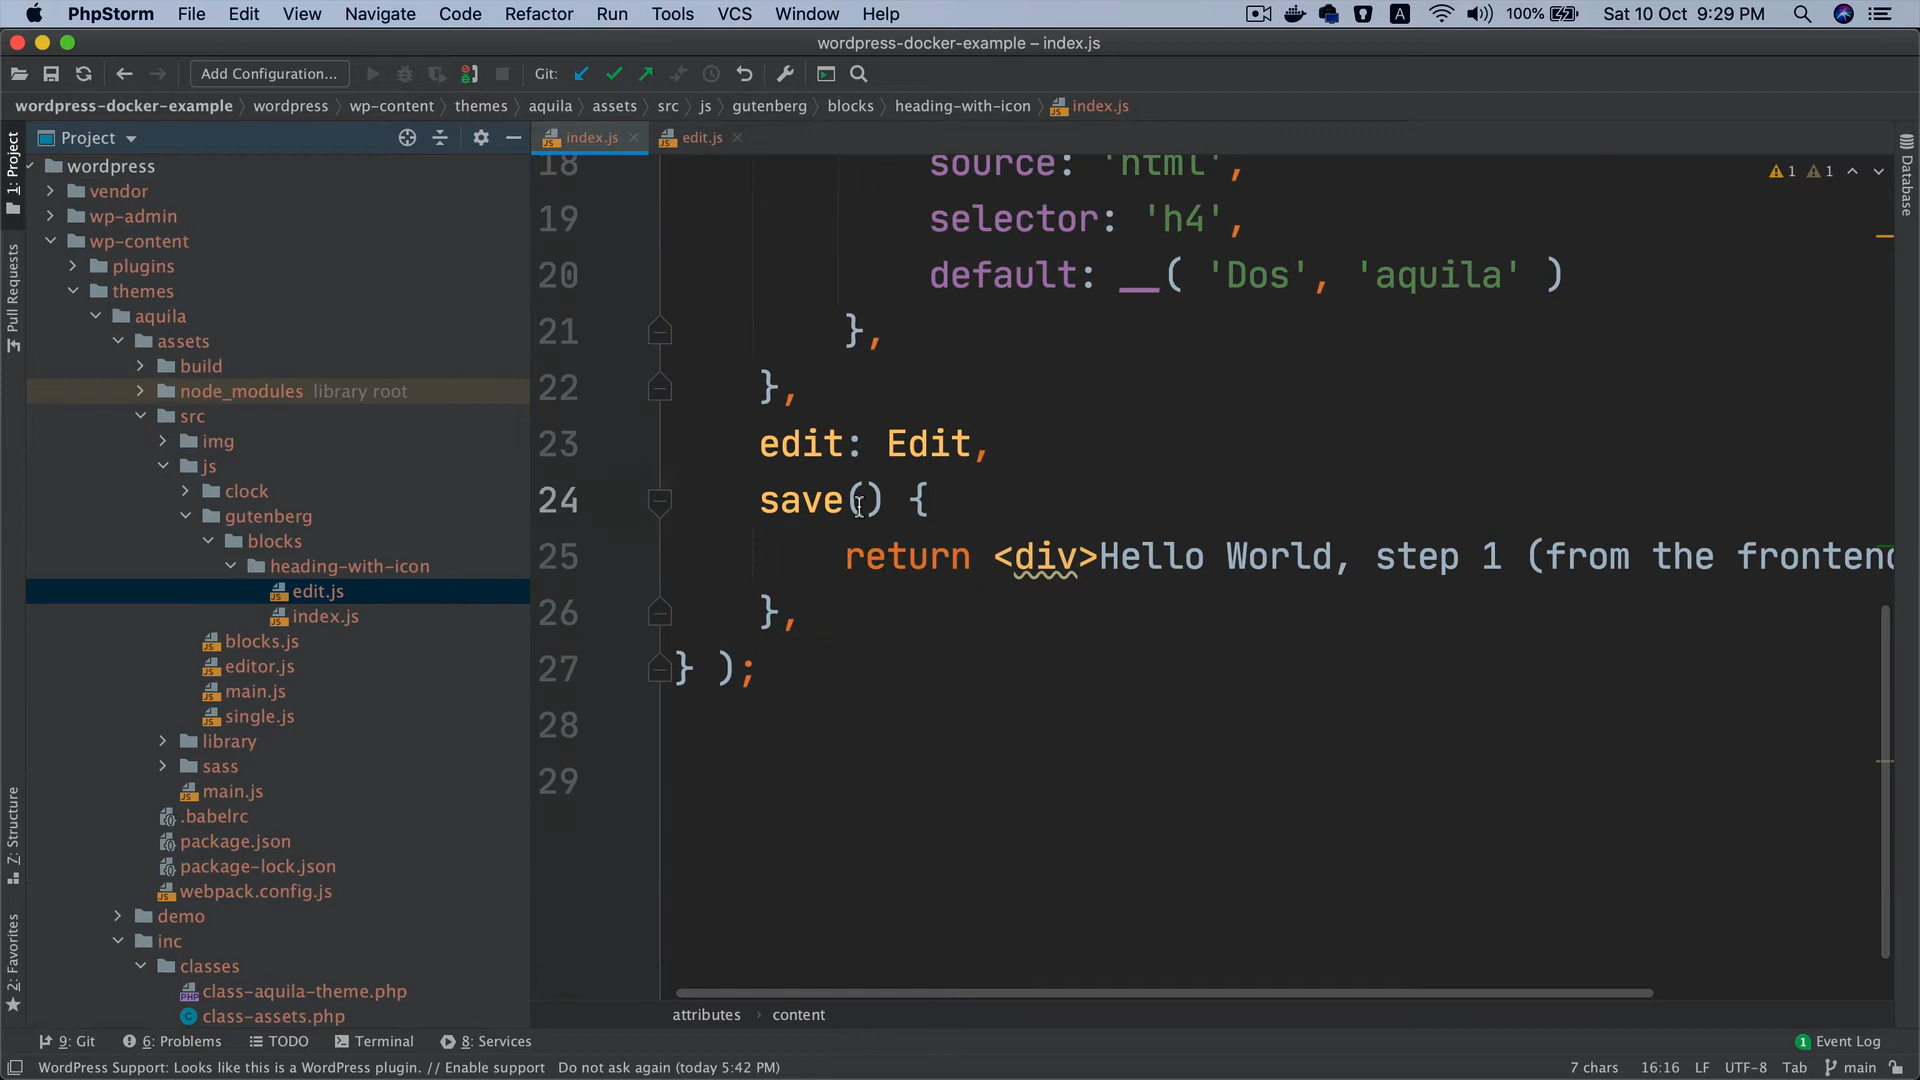 PhpStorm File Edit View Navigate Code Refactor Run Tools VCS Window Help A 100% Sat 10 Oct 9:29 PM
wordpress-docker-example – index.js
Add Configuration... Git:
wordpress-docker-example › wordpress › wp-content › themes › aquila › assets › src › js › gutenberg › blocks › heading-with-icon › index.js
Project
index.js
edit.js
wordpress
vendor
wp-admin
wp-content
plugins
themes
aquila
assets
build
node_modules library root
src
img
js
clock
gutenberg
blocks
heading-with-icon
edit.js
index.js
blocks.js
editor.js
main.js
single.js
library
sass
main.js
.babelrc
package.json
package-lock.json
webpack.config.js
demo
inc
classes
class-aquila-theme.php
class-assets.php
18 source: 'html',
19 selector: 'h4',
20 default: __( 'Dos', 'aquila' )
21 },
22 },
23 edit: Edit,
24 save() {
25 return <div>Hello World, step 1 (from the frontend
26 },
27 } );
28
29
1 1
1: Project
Pull Requests
7: Structure
2: Favorites
Database
attributes › content
9: Git 6: Problems TODO Terminal 8: Services 1 Event Log
WordPress Support: Looks like this is a WordPress plugin. // Enable support Do not ask again (today 5:42 PM) 7 chars 16:16 LF UTF-8 Tab main